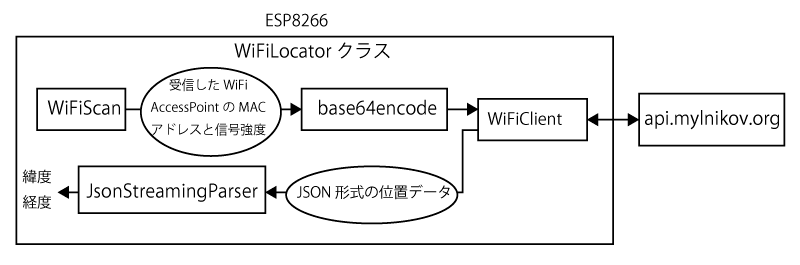 ESP8266
WiFiLocator クラス
WiFiScan
受信した WiFi
AccessPoint の MAC
アドレスと信号強度
base64encode
WiFiClient
api.mylnikov.org
緯度
経度
JsonStreamingParser
JSON 形式の位置データ